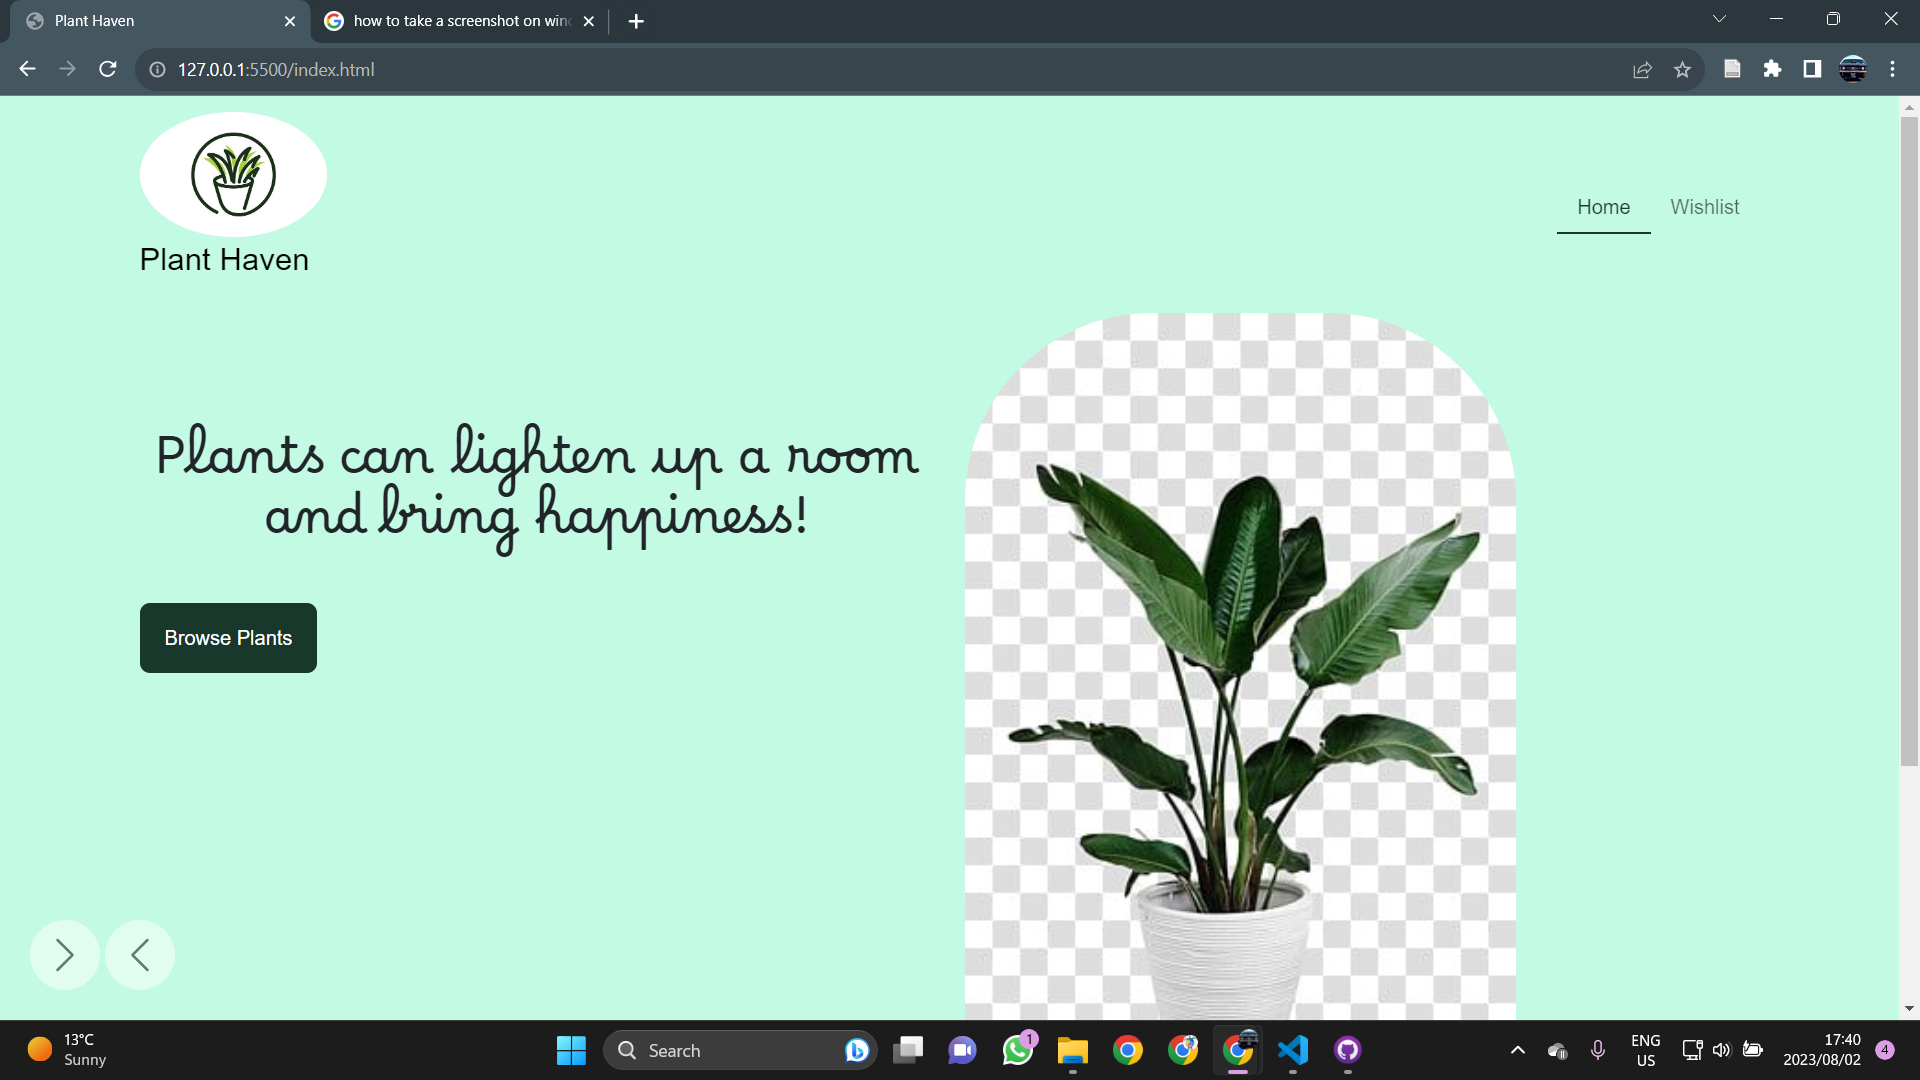 Plant Haven
how to take a screenshot on win
127.0.0.1:5500/index.html
Plant Haven
Home
Wishlist
Plants can lighten up a room
and bring happiness!
Browse Plants
13°C
Sunny
Search
1
ENG
US
17:40
2023/08/02
4